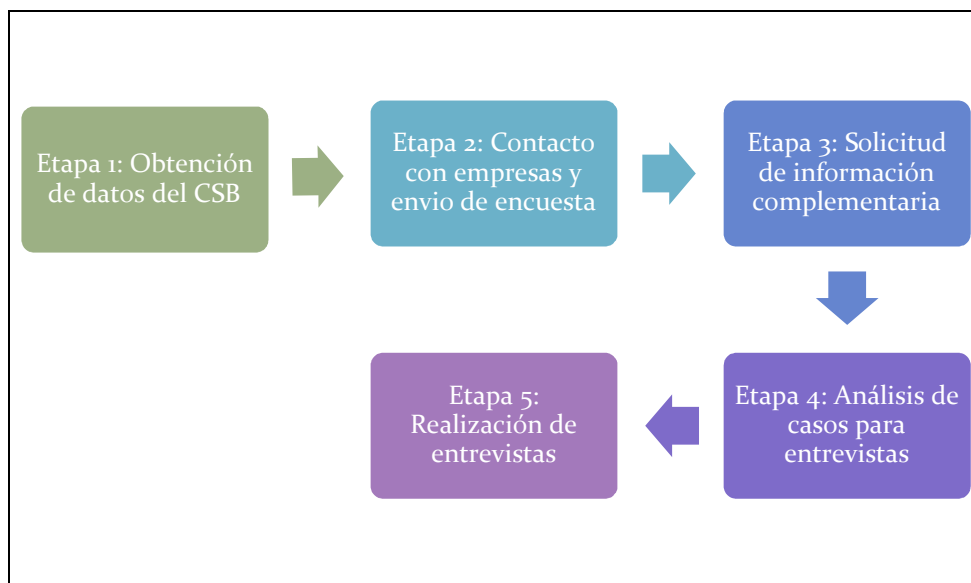 Etapa 1: Obtención
de datos del CSB
Etapa 2: Contacto
con empresas y
envio de encuesta
Etapa 3: Solicitud
de información
complementaria
Etapa 4: Análisis de
casos para
entrevistas
Etapa 5:
Realización de
entrevistas